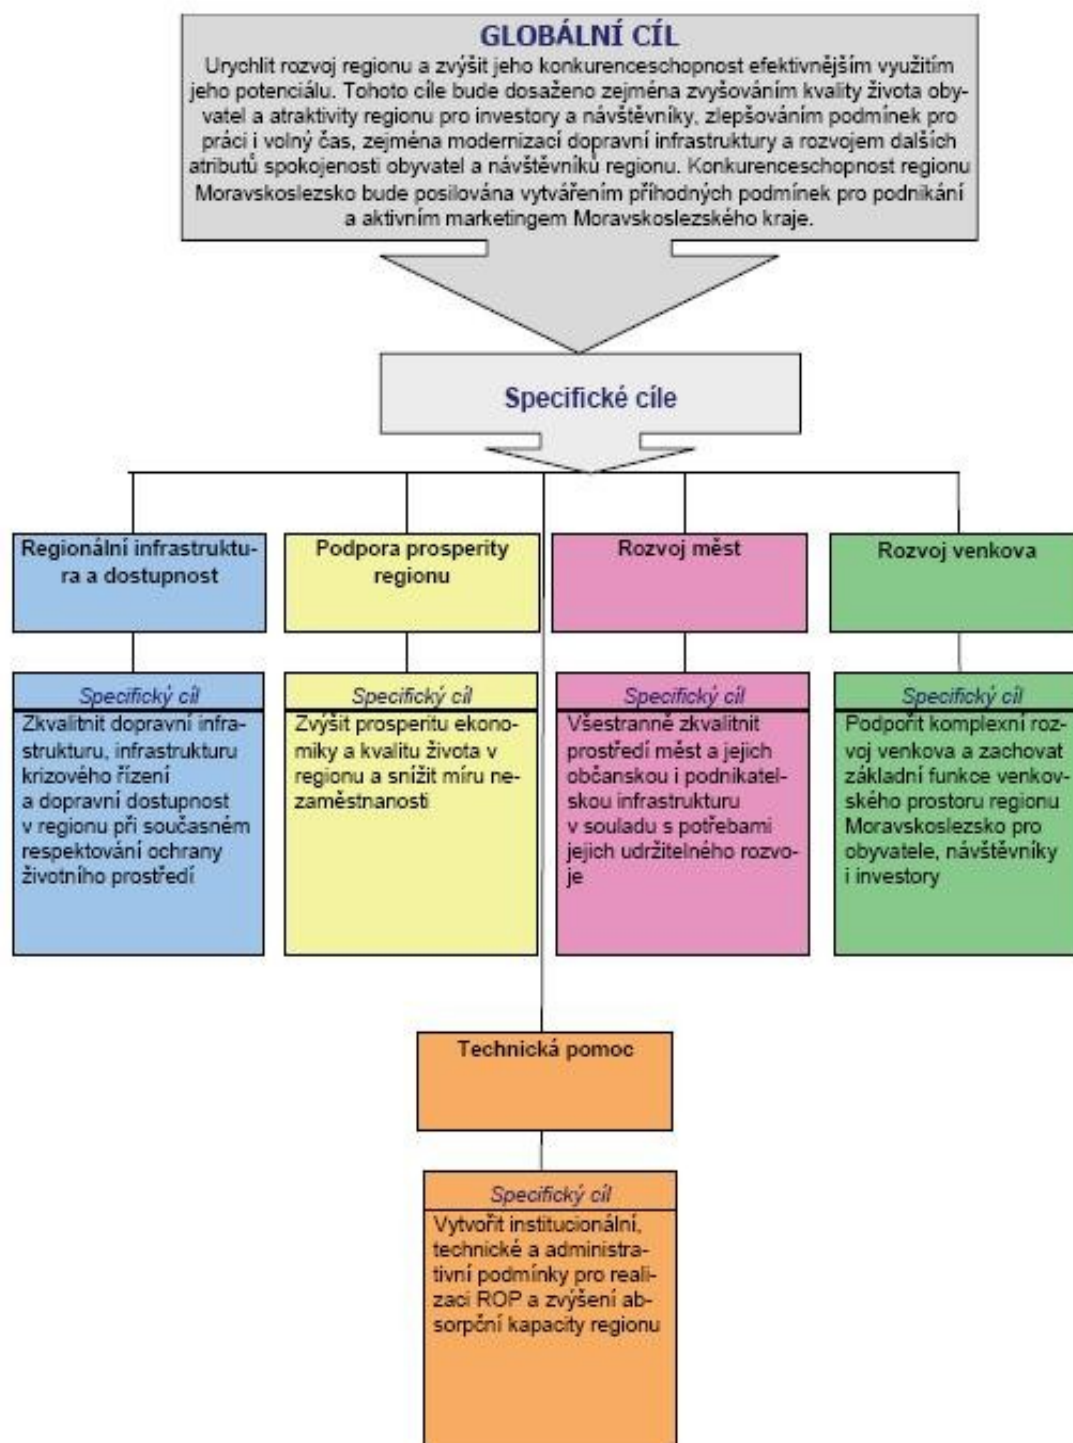 GLOBÁLNÍ CÍL
Urychlit rozvoj regionu a zvýšit jeho konkurenceschopnost efektivnějším využitím
jeho potenciálu. Tohoto cíle bude dosaženo zejména zvyšováním kvality života oby-
vatel a atraktivity regionu pro investory a návštěvníky, zlepšováním podmínek pro
práci i volný čas, zejména modernizací dopravní infrastruktury a rozvojem dalších
atributů spokojenosti obyvatel a návštěvníků regionu. Konkurenceschopnost regionu
Moravskoslezsko bude posilována vytvářením příhodných podmínek pro podnikání
a aktivním marketingem Moravskoslezského kraje.
Specifické cíle
Regionální infrastruktu-
ra a dostupnost
Specifický cíl
Zkvalitnit dopravní infra-
strukturu, infrastrukturu
krizového řízení
a dopravní dostupnost
v regionu při současném
respektování ochrany
životního prostředí
Podpora prosperity
regionu
Specifický cíl
Zvýšit prosperitu ekono-
miky a kvalitu života v
regionu a snížit míru ne-
zaměstnanosti
Rozvoj měst
Specifický cíl
Všestranně zkvalitnit
prostředí měst a jejich
občanskou i podnikatel-
skou infrastrukturu
v souladu s potřebami
jejich udržitelného rozvo-
je
Rozvoj venkova
Specifický cíl
Podpořit komplexní roz-
voj venkova a zachovat
základní funkce venkov-
ského prostoru regionu
Moravskoslezsko pro
obyvatele, návštěvníky
i investory
Technická pomoc
Specifický cíl
Vytvořit institucionální,
technické a administra-
tivní podmínky pro reali-
zaci ROP a zvýšení ab-
sorpční kapacity regionu